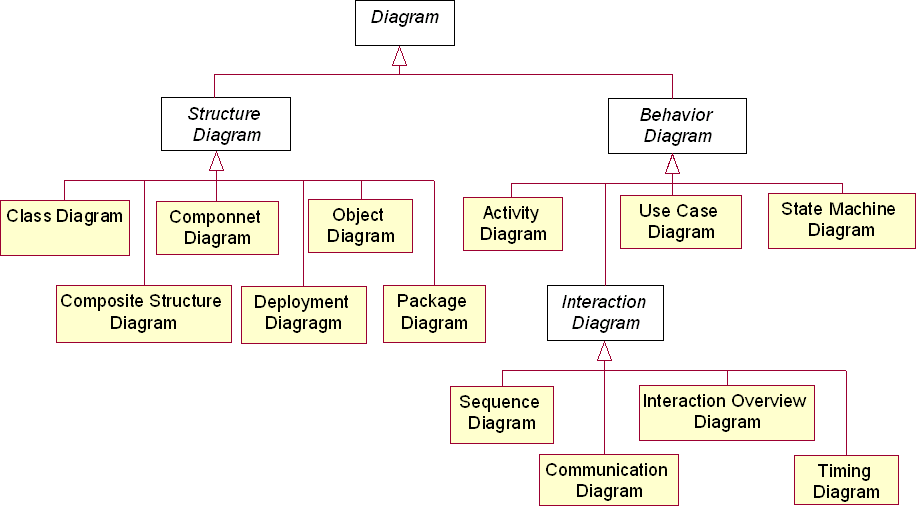 Diagram
Structure
Diagram
Behavior
Diagram
Class Diagram
Componnet
Diagram
Object
Diagram
Activity
Diagram
Use Case
Diagram
State Machine
Diagram
Composite Structure
Diagram
Deployment
Diagragm
Package
Diagram
Interaction
Diagram
Sequence
Diagram
Interaction Overview
Diagram
Communication
Diagram
Timing
Diagram